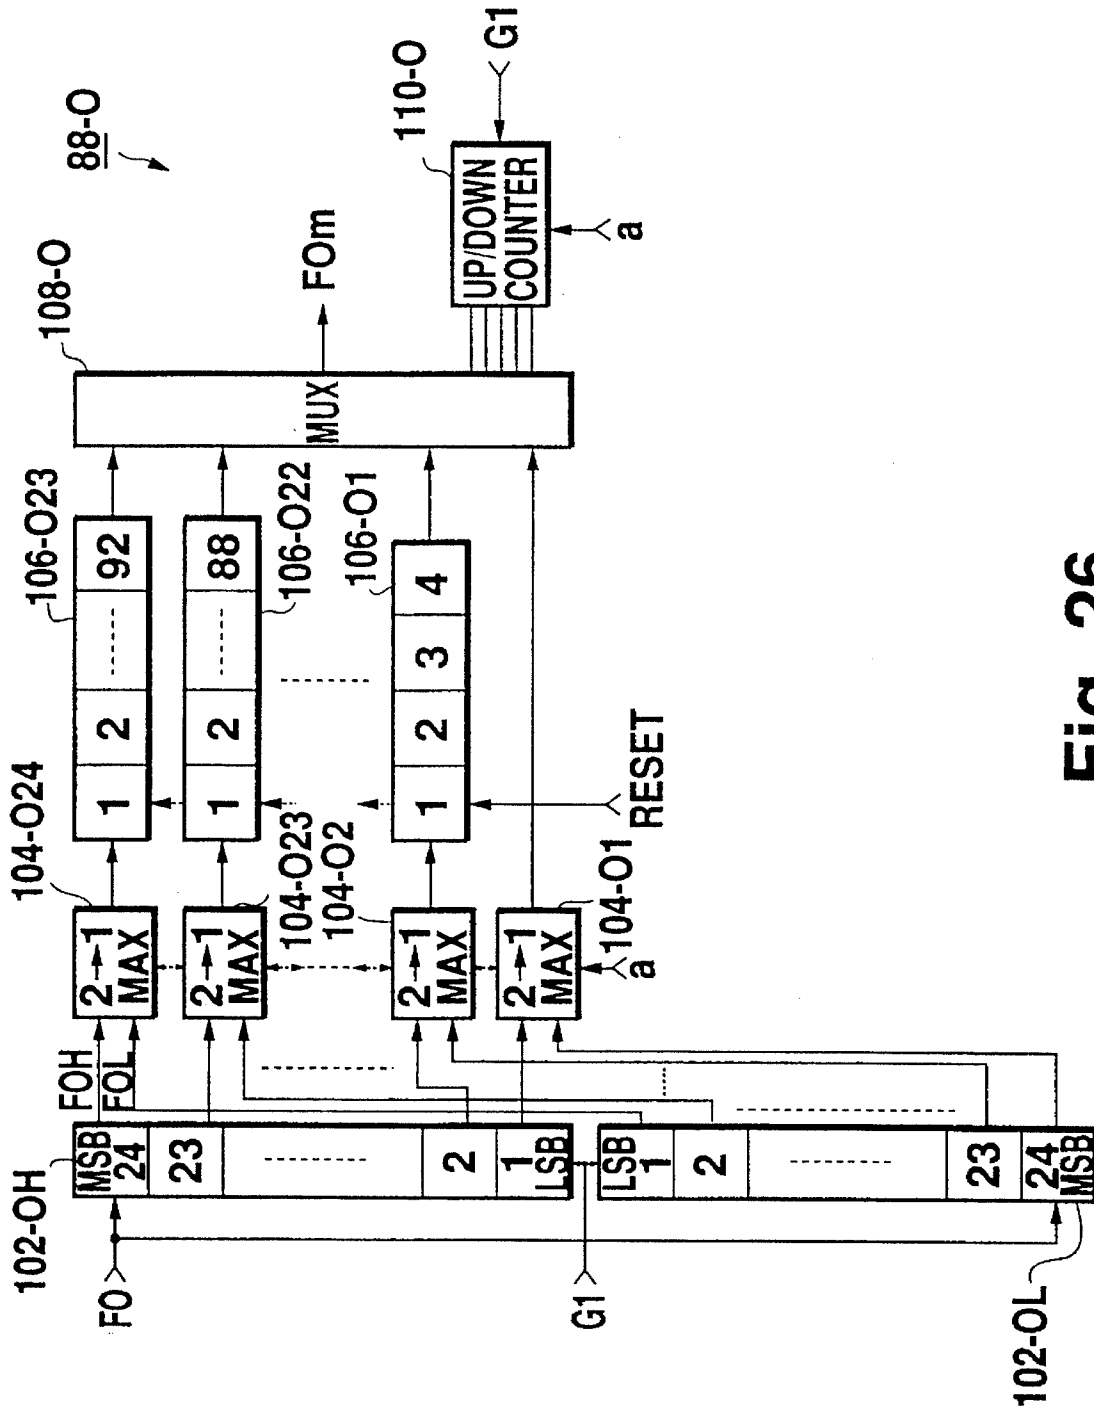 88-O
102-OH
MSB
24
23
2
1
LSB
FO
G1
LSB
1
2
23
24
MSB
102-OL
FOH
FOL
104-O24
2→1
MAX
2→1
MAX
104-O23
104-O2
2→1
MAX
2→1
MAX
104-O1
a
106-O23
1 2 92
1 2 88
106-O22
106-O1
1 2 3 4
RESET
108-O
MUX
FOm
110-O
UP/DOWN
COUNTER
G1
a
Fig. 26